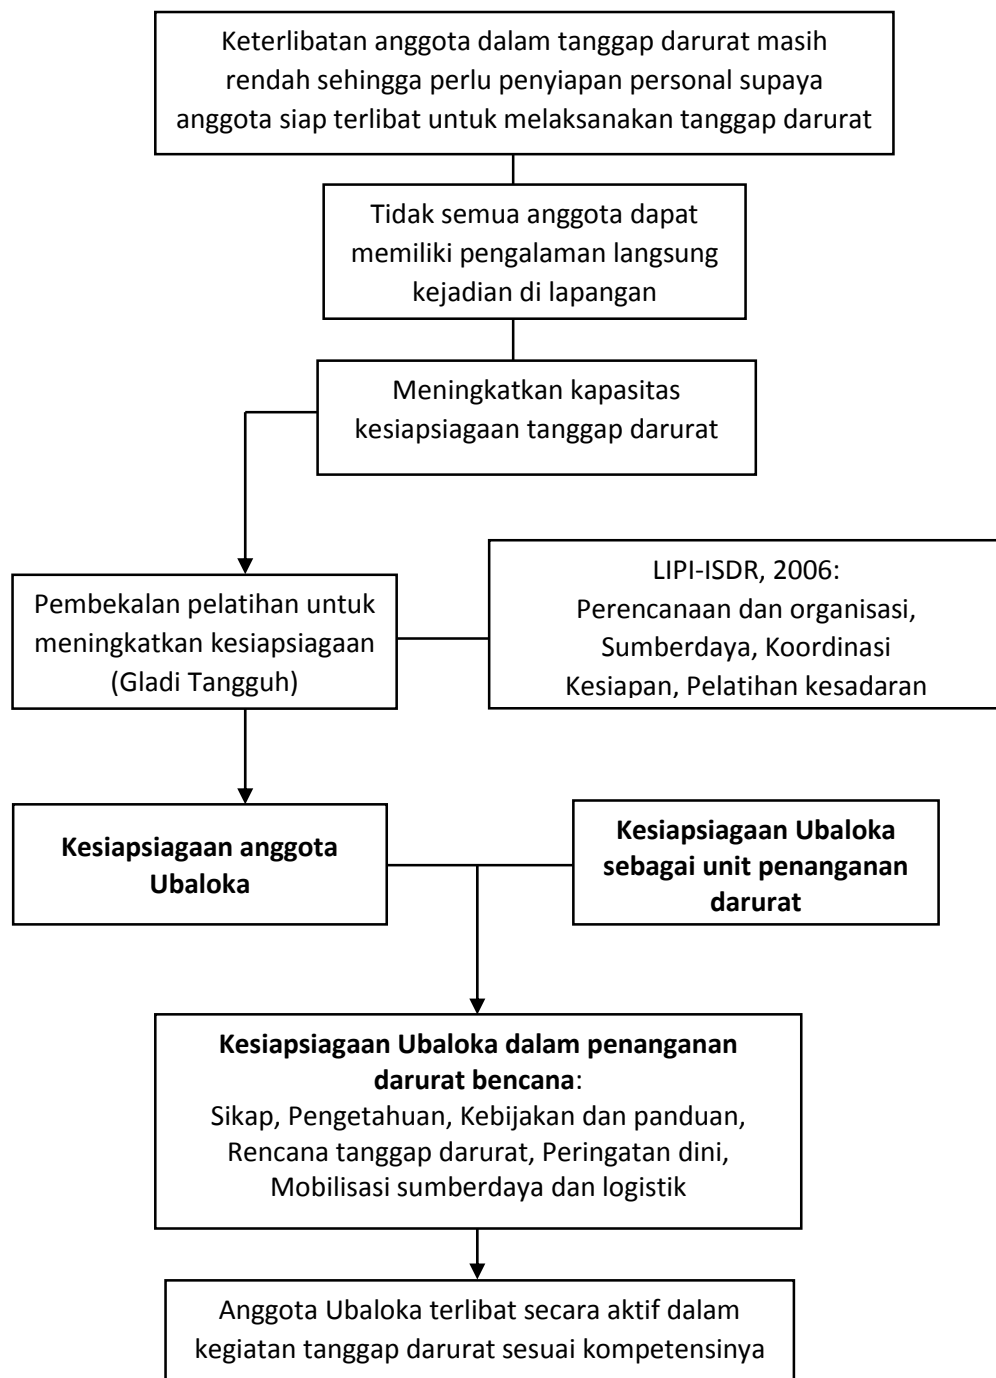 Keterlibatan anggota dalam tanggap darurat masih
rendah sehingga perlu penyiapan personal supaya
anggota siap terlibat untuk melaksanakan tanggap darurat
Tidak semua anggota dapat
memiliki pengalaman langsung
kejadian di lapangan
Meningkatkan kapasitas
kesiapsiagaan tanggap darurat
Pembekalan pelatihan untuk
meningkatkan kesiapsiagaan
(Gladi Tangguh)
LIPI-ISDR, 2006:
Perencanaan dan organisasi,
Sumberdaya, Koordinasi
Kesiapan, Pelatihan kesadaran
Kesiapsiagaan anggota
Ubaloka
Kesiapsiagaan Ubaloka
sebagai unit penanganan
darurat
Kesiapsiagaan Ubaloka dalam penanganan
darurat bencana:
Sikap, Pengetahuan, Kebijakan dan panduan,
Rencana tanggap darurat, Peringatan dini,
Mobilisasi sumberdaya dan logistik
Anggota Ubaloka terlibat secara aktif dalam
kegiatan tanggap darurat sesuai kompetensinya